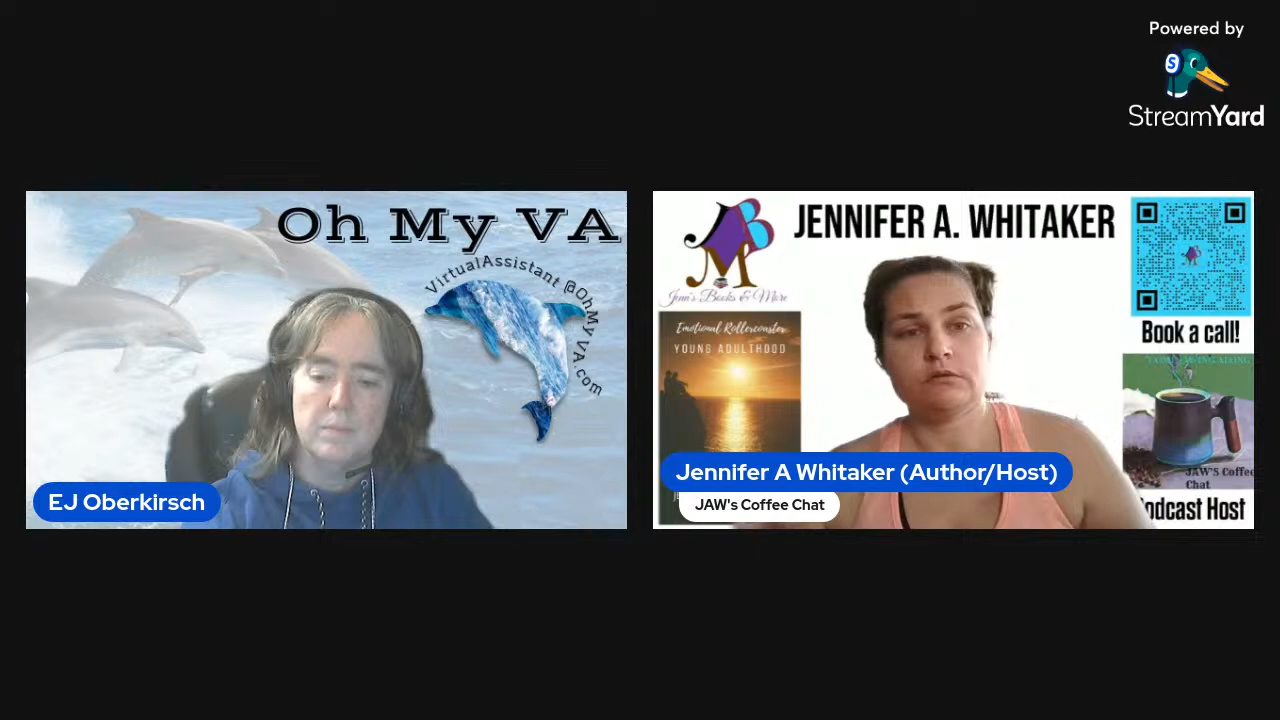 Powered by
StreamYard
Oh My VA
VirtualAssistant@OhMyVA.com
EJ Oberkirsch
JENNIFER A. WHITAKER
Jenn's Books & More
Emotional Rollercoaster
YOUNG ADULTHOOD
Book a call!
JAW'S Coffee
Chat
Podcast Host
Jennifer A Whitaker (Author/Host)
JAW's Coffee Chat